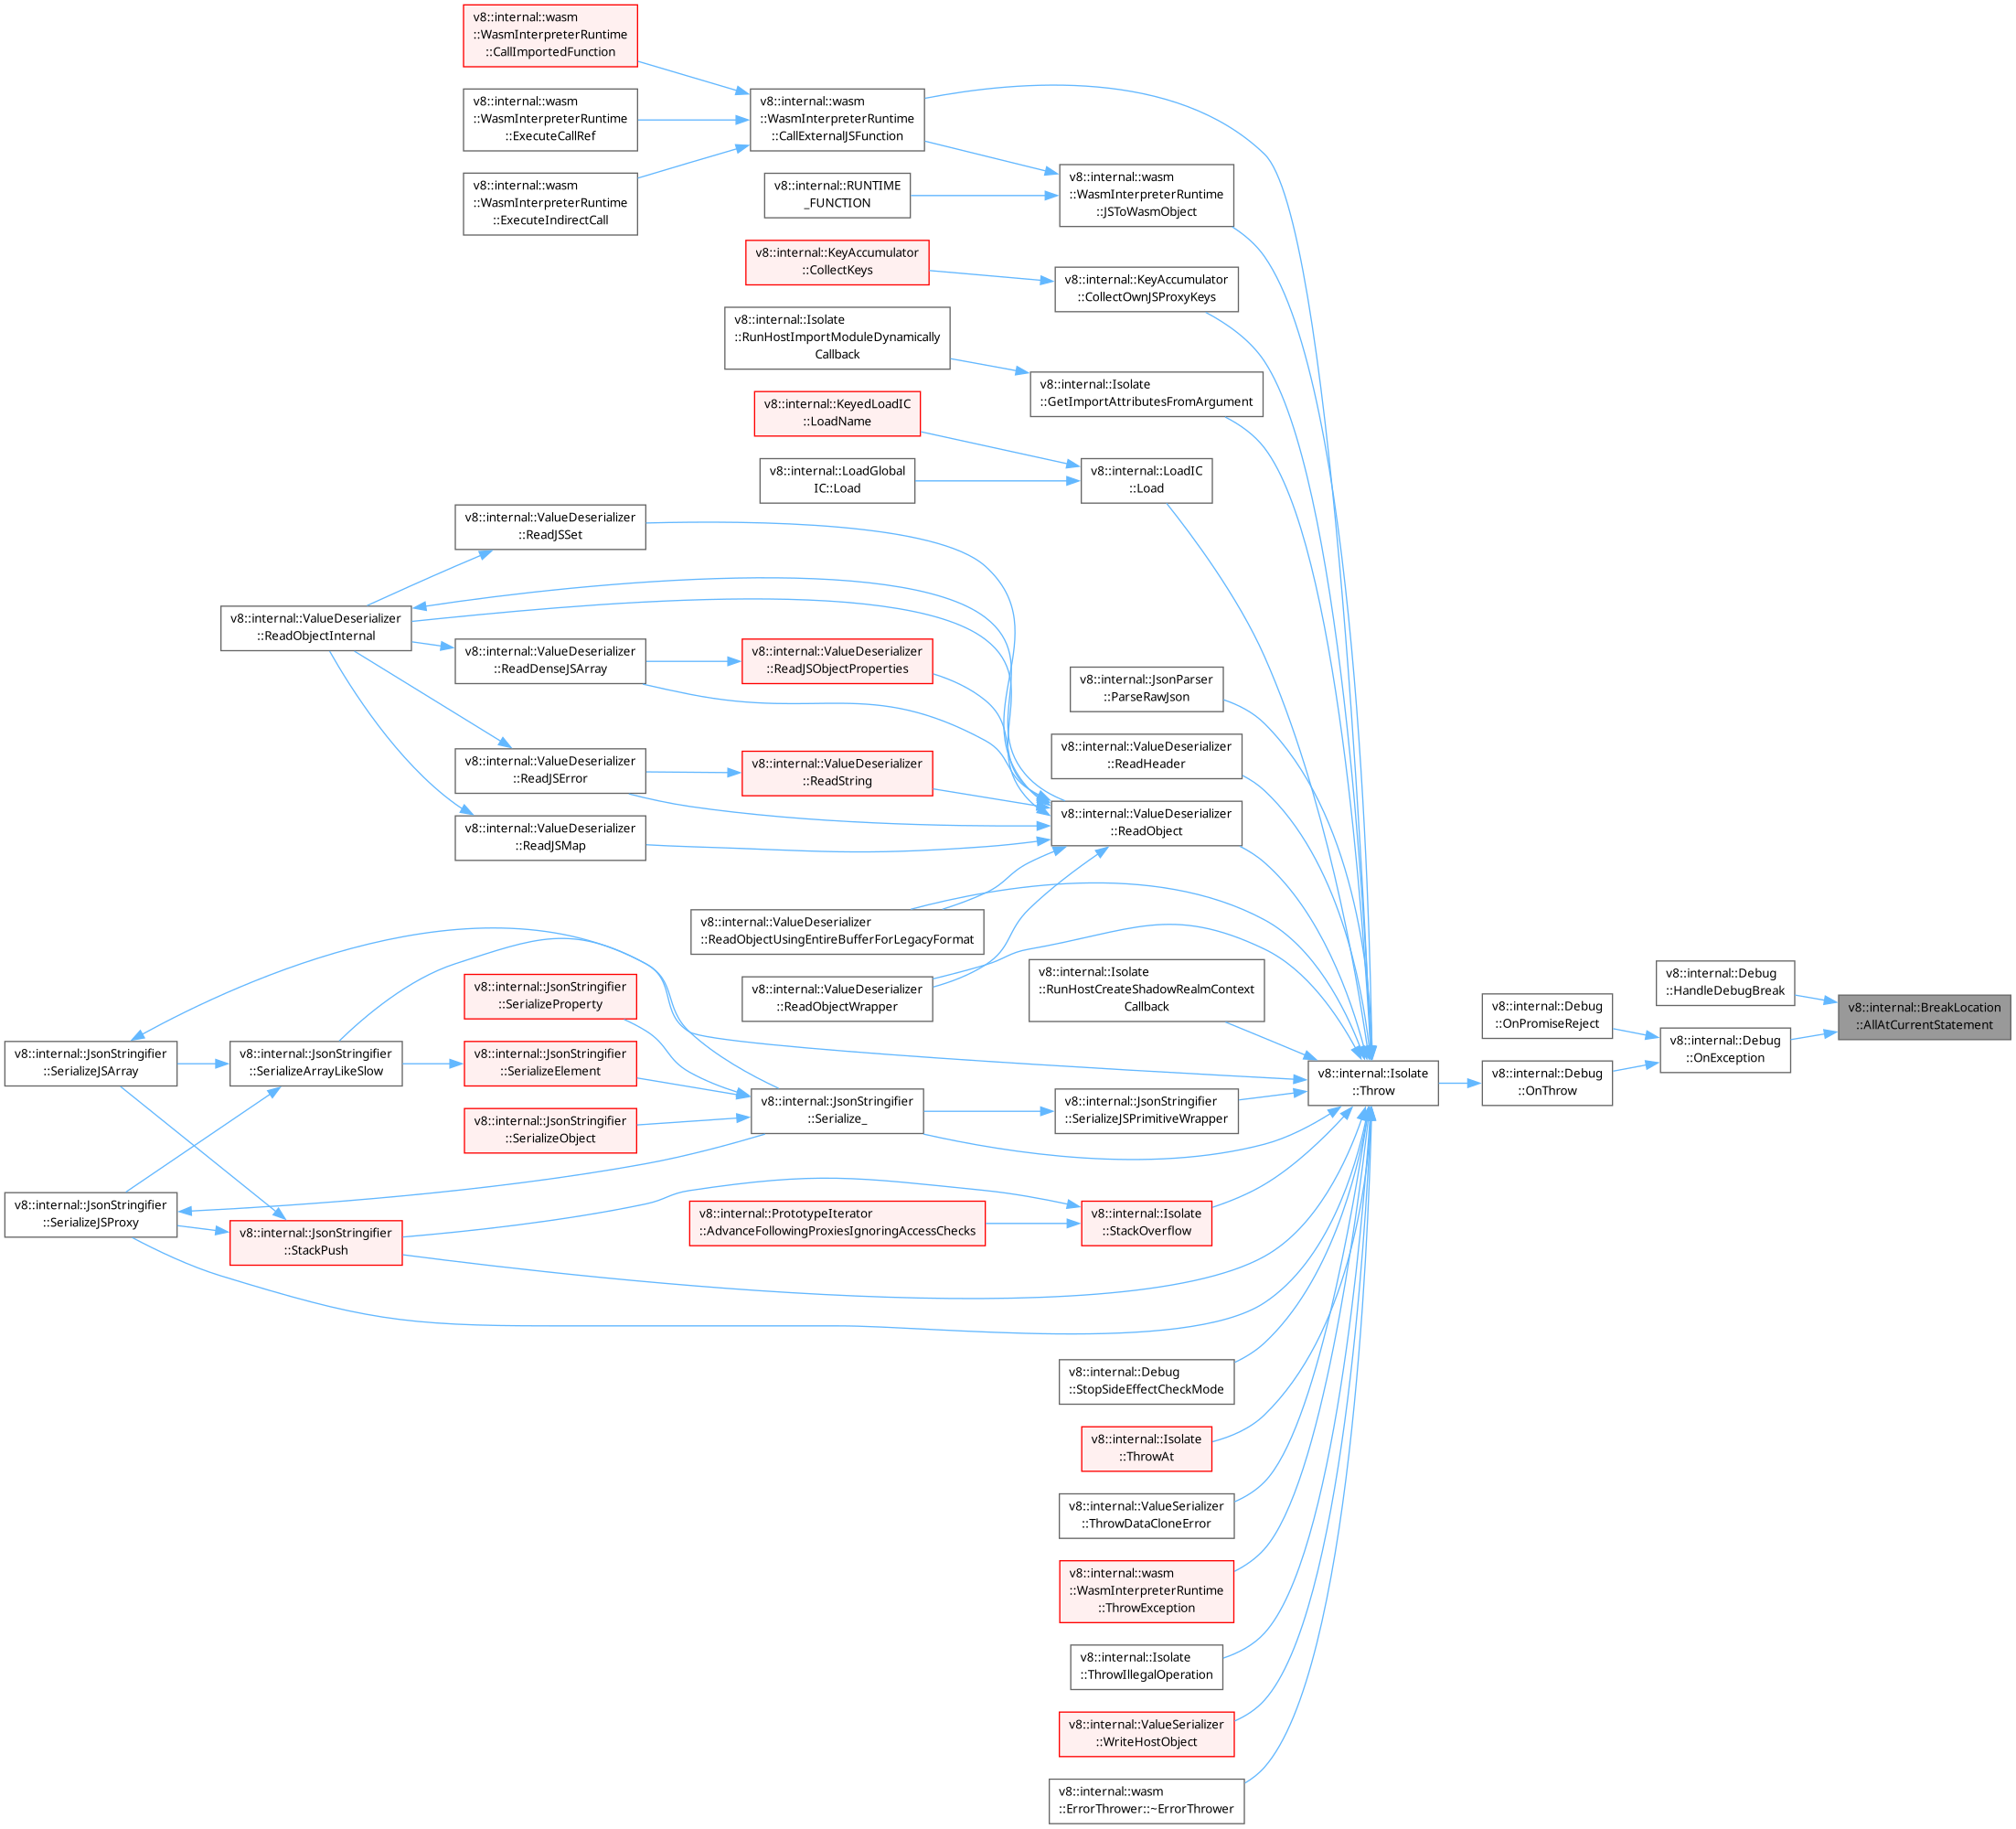 v8::internal::wasm
::WasmInterpreterRuntime
::CallImportedFunction
v8::internal::wasm
::WasmInterpreterRuntime
::ExecuteCallRef
v8::internal::wasm
::WasmInterpreterRuntime
::ExecuteIndirectCall
v8::internal::wasm
::WasmInterpreterRuntime
::CallExternalJSFunction
v8::internal::RUNTIME
_FUNCTION
v8::internal::wasm
::WasmInterpreterRuntime
::JSToWasmObject
v8::internal::KeyAccumulator
::CollectKeys
v8::internal::KeyAccumulator
::CollectOwnJSProxyKeys
v8::internal::Isolate
::RunHostImportModuleDynamically
Callback
v8::internal::Isolate
::GetImportAttributesFromArgument
v8::internal::KeyedLoadIC
::LoadName
v8::internal::LoadGlobal
IC::Load
v8::internal::LoadIC
::Load
v8::internal::ValueDeserializer
::ReadJSSet
v8::internal::ValueDeserializer
::ReadObjectInternal
v8::internal::ValueDeserializer
::ReadDenseJSArray
v8::internal::ValueDeserializer
::ReadJSObjectProperties
v8::internal::JsonParser
::ParseRawJson
v8::internal::ValueDeserializer
::ReadHeader
v8::internal::ValueDeserializer
::ReadJSError
v8::internal::ValueDeserializer
::ReadString
v8::internal::ValueDeserializer
::ReadObject
v8::internal::ValueDeserializer
::ReadJSMap
v8::internal::ValueDeserializer
::ReadObjectUsingEntireBufferForLegacyFormat
v8::internal::ValueDeserializer
::ReadObjectWrapper
v8::internal::Isolate
::RunHostCreateShadowRealmContext
Callback
v8::internal::JsonStringifier
::SerializeProperty
v8::internal::JsonStringifier
::SerializeJSArray
v8::internal::JsonStringifier
::SerializeArrayLikeSlow
v8::internal::JsonStringifier
::SerializeElement
v8::internal::JsonStringifier
::SerializeObject
v8::internal::JsonStringifier
::Serialize_
v8::internal::JsonStringifier
::SerializeJSPrimitiveWrapper
v8::internal::Isolate
::Throw
v8::internal::Debug
::OnPromiseReject
v8::internal::Debug
::OnThrow
v8::internal::Debug
::HandleDebugBreak
v8::internal::Debug
::OnException
v8::internal::BreakLocation
::AllAtCurrentStatement
v8::internal::JsonStringifier
::SerializeJSProxy
v8::internal::JsonStringifier
::StackPush
v8::internal::PrototypeIterator
::AdvanceFollowingProxiesIgnoringAccessChecks
v8::internal::Isolate
::StackOverflow
v8::internal::Debug
::StopSideEffectCheckMode
v8::internal::Isolate
::ThrowAt
v8::internal::ValueSerializer
::ThrowDataCloneError
v8::internal::wasm
::WasmInterpreterRuntime
::ThrowException
v8::internal::Isolate
::ThrowIllegalOperation
v8::internal::ValueSerializer
::WriteHostObject
v8::internal::wasm
::ErrorThrower::~ErrorThrower